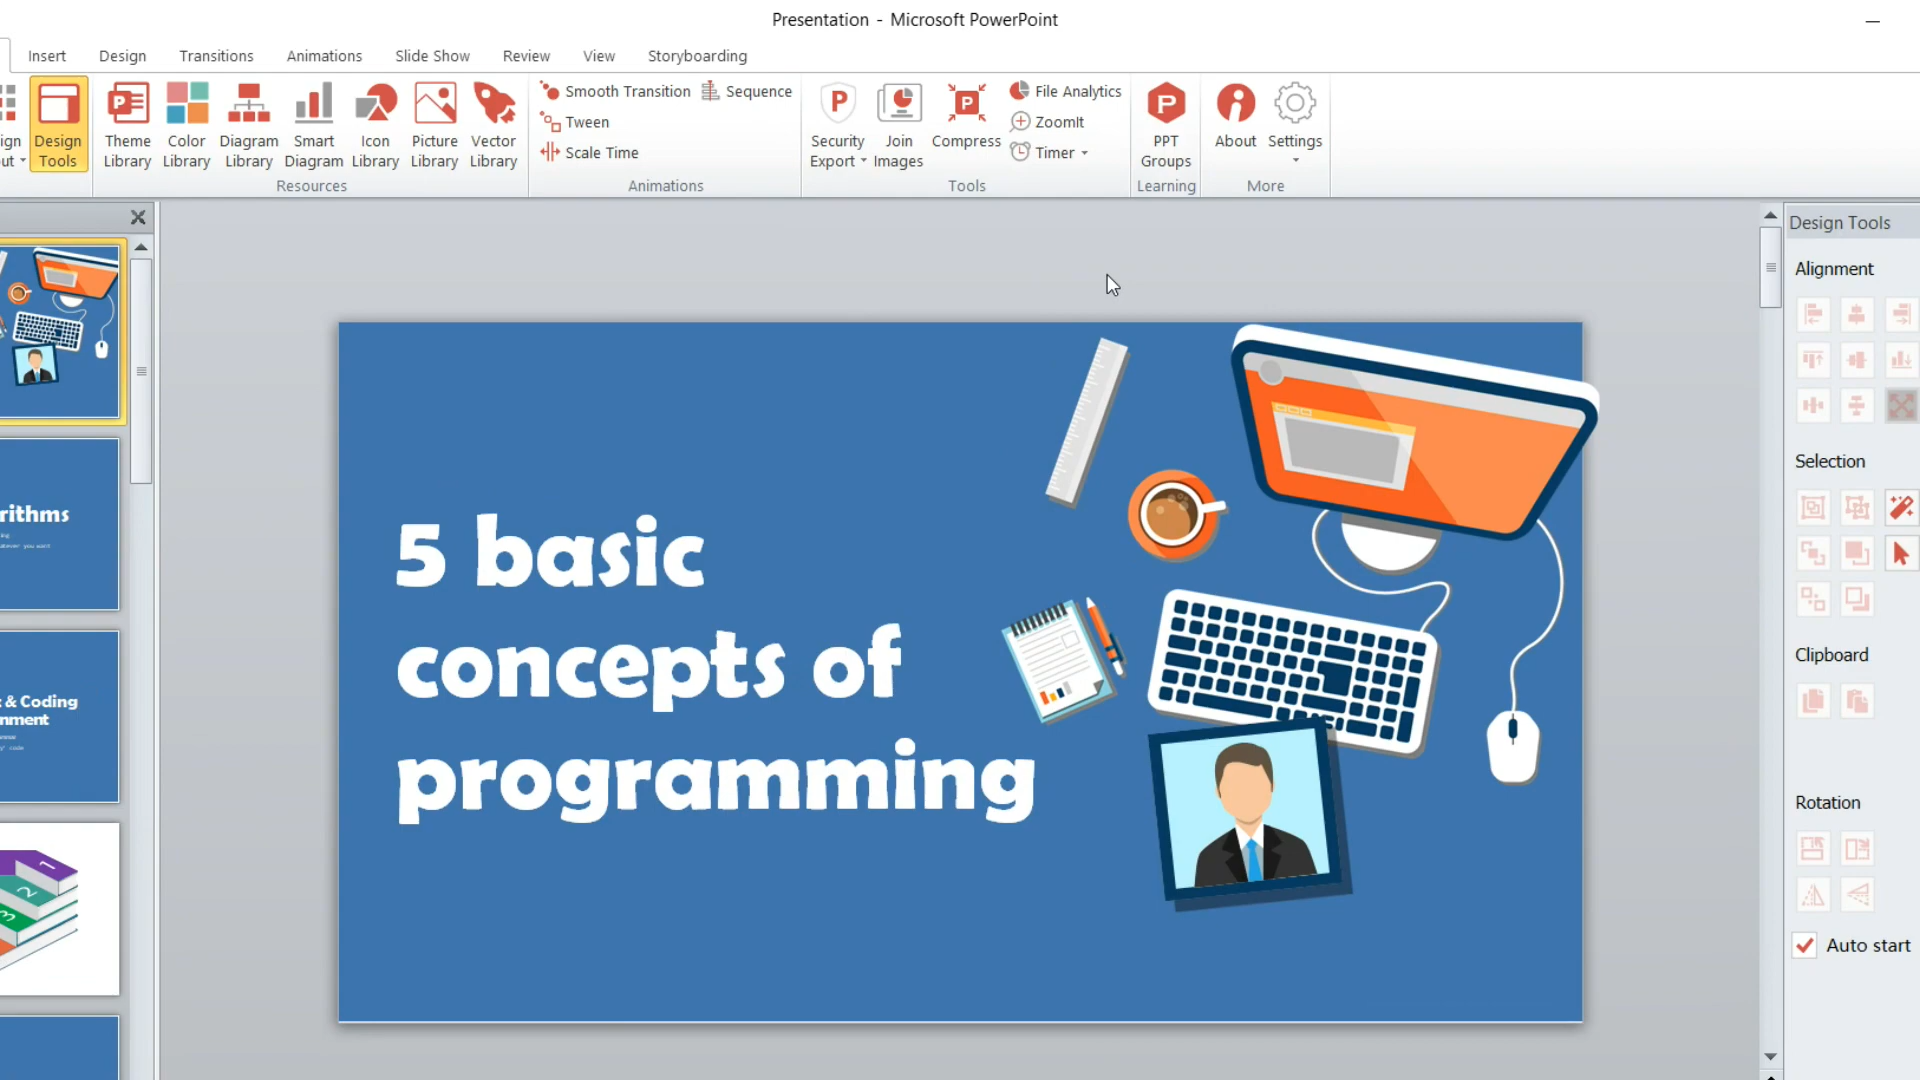 Presentation - Microsoft PowerPoint
Insert Design Transitions Animations Slide Show Review View Storyboarding
Design Tools
Theme Library
Color Library
Diagram Library
Smart Diagram
Icon Library
Picture Library
Vector Library
Resources
Smooth Transition
Sequence
Tween
Scale Time
Animations
Security Export
Join Images
Compress
File Analytics
ZoomIt
Timer
Tools
PPT Groups
Learning
About
Settings
More
rithms
& Coding
nment
5 basic
concepts of
programming
Design Tools
Alignment
Selection
Clipboard
Rotation
Auto start